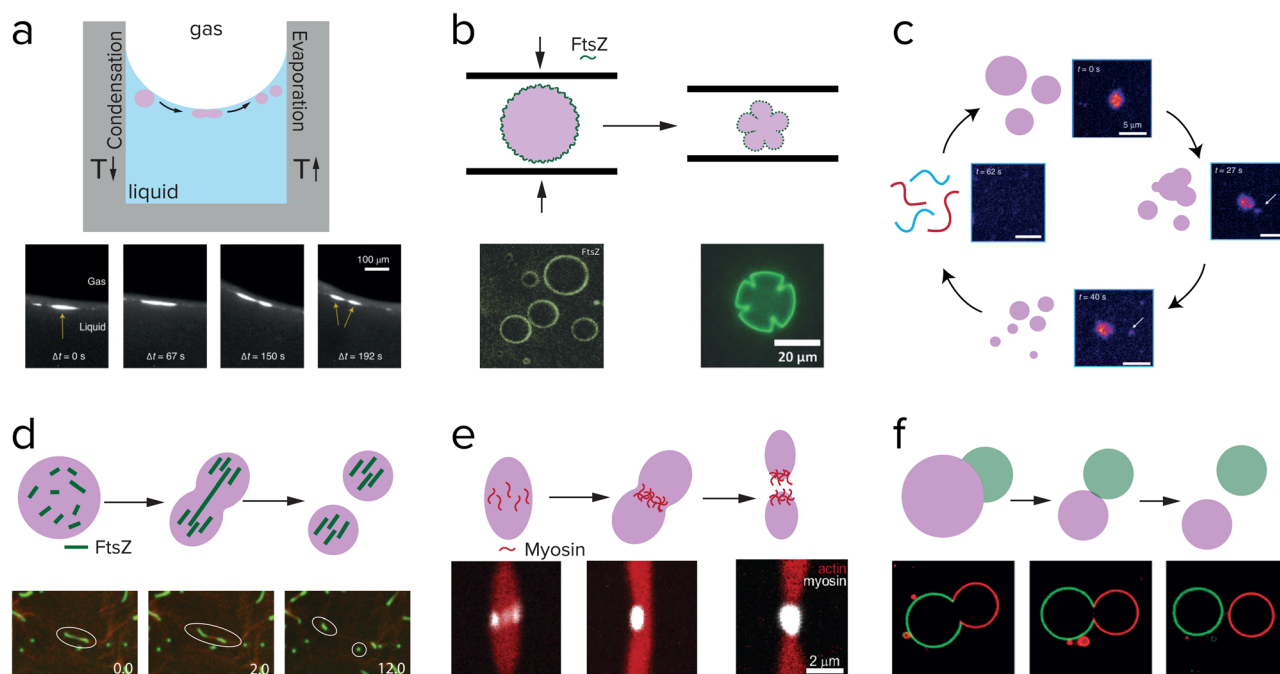 a
gas
Condensation
Evaporation
T
T
liquid
100 µm
Gas
Liquid
Δt = 0 s
Δt = 67 s
Δt = 150 s
Δt = 192 s
b
FtsZ
FtsZ
20 µm
c
t = 0 s
5 µm
t = 62 s
t = 27 s
t = 40 s
d
FtsZ
0.0
2.0
12.0
e
Myosin
actin
myosin
2 µm
f